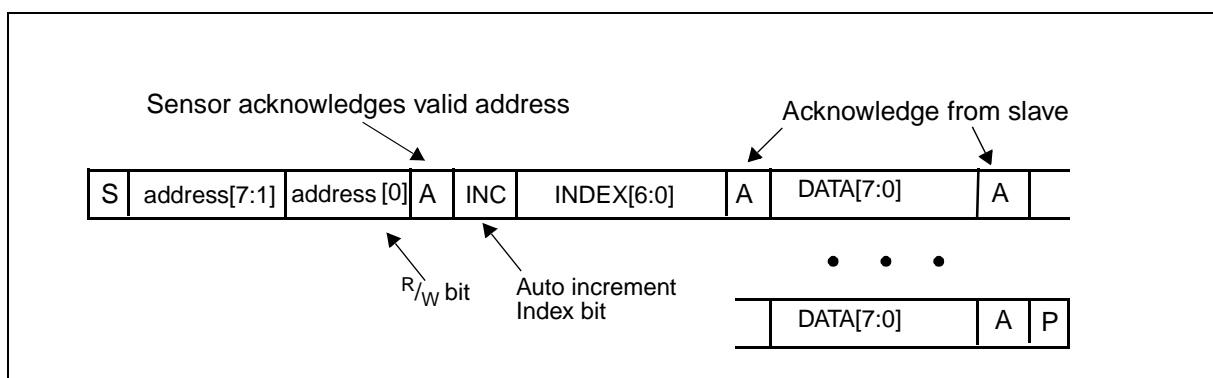 Sensor acknowledges valid address
Acknowledge from slave
S address[7:1] address [0] A INC INDEX[6:0] A DATA[7:0] A
R/W bit
Auto increment
Index bit
DATA[7:0] A P